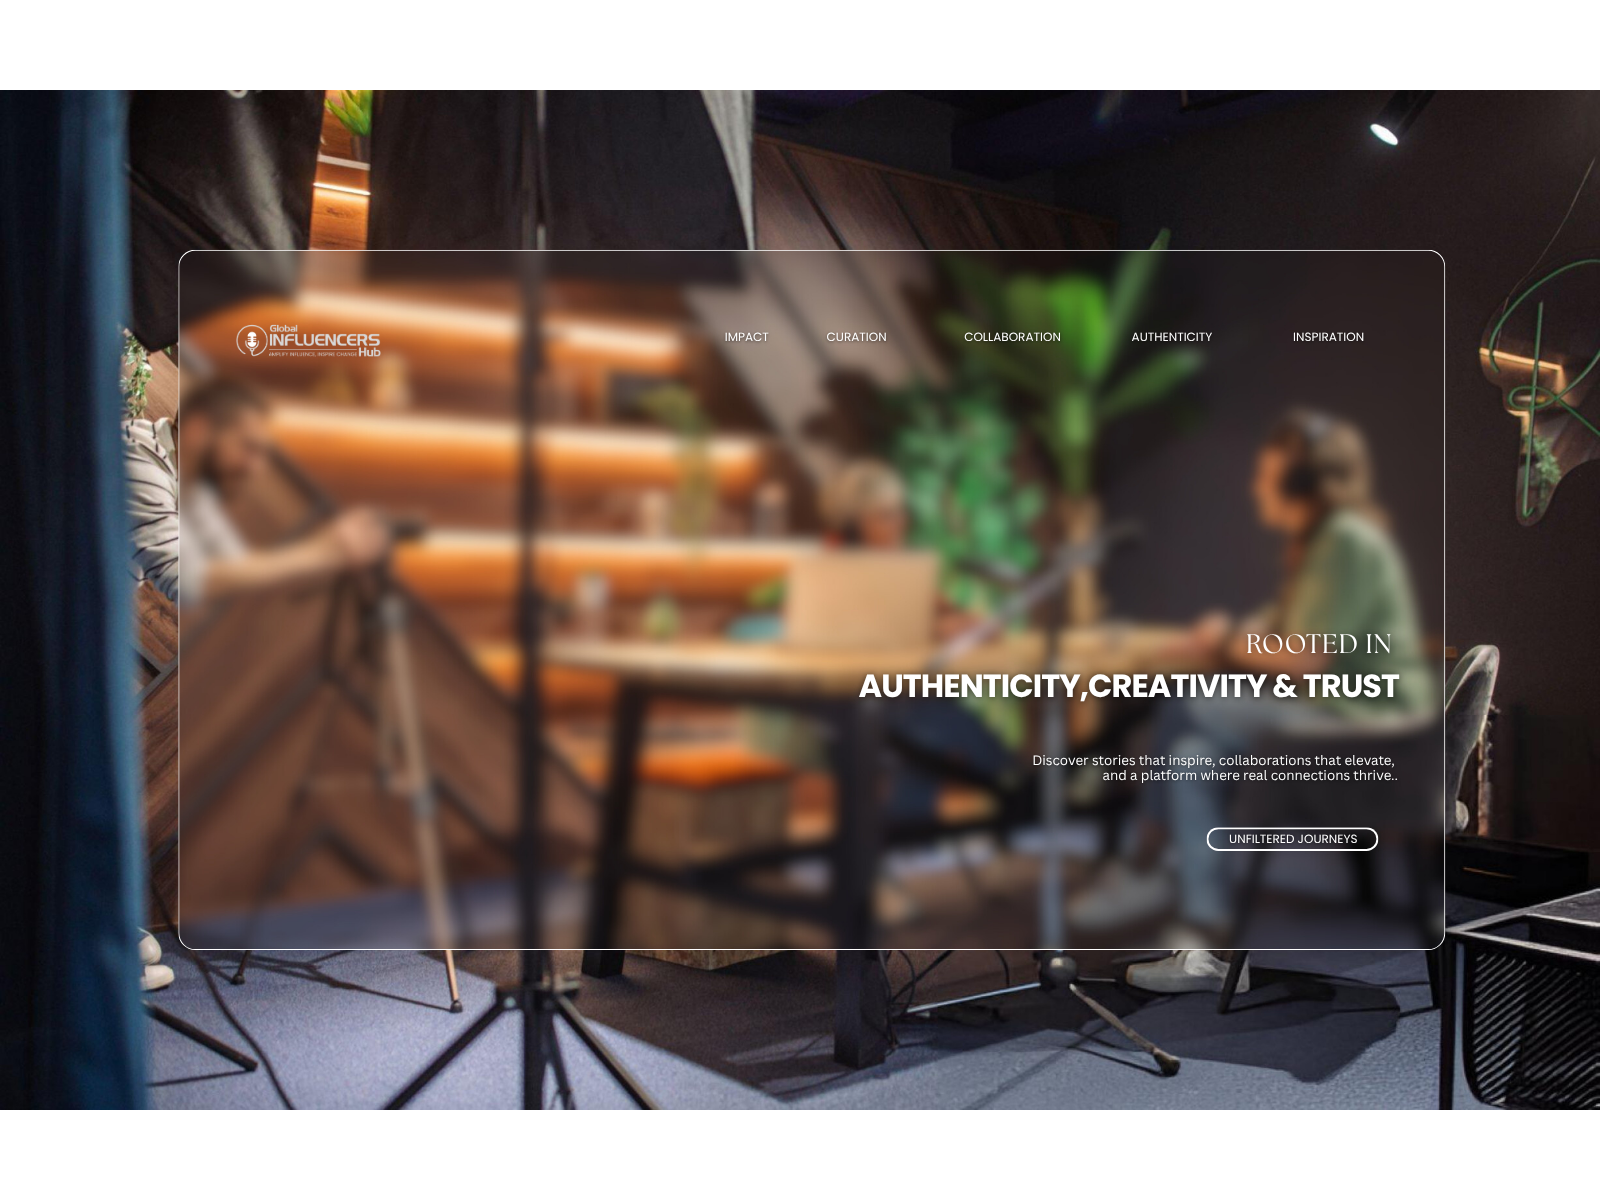 Global
INFLUENCERS
Hub
AMPLIFY INFLUENCE, INSPIRE CHANGE
IMPACT CURATION COLLABORATION AUTHENTICITY INSPIRATION
ROOTED IN
AUTHENTICITY,CREATIVITY & TRUST
Discover stories that inspire, collaborations that elevate,
and a platform where real connections thrive..
UNFILTERED JOURNEYS